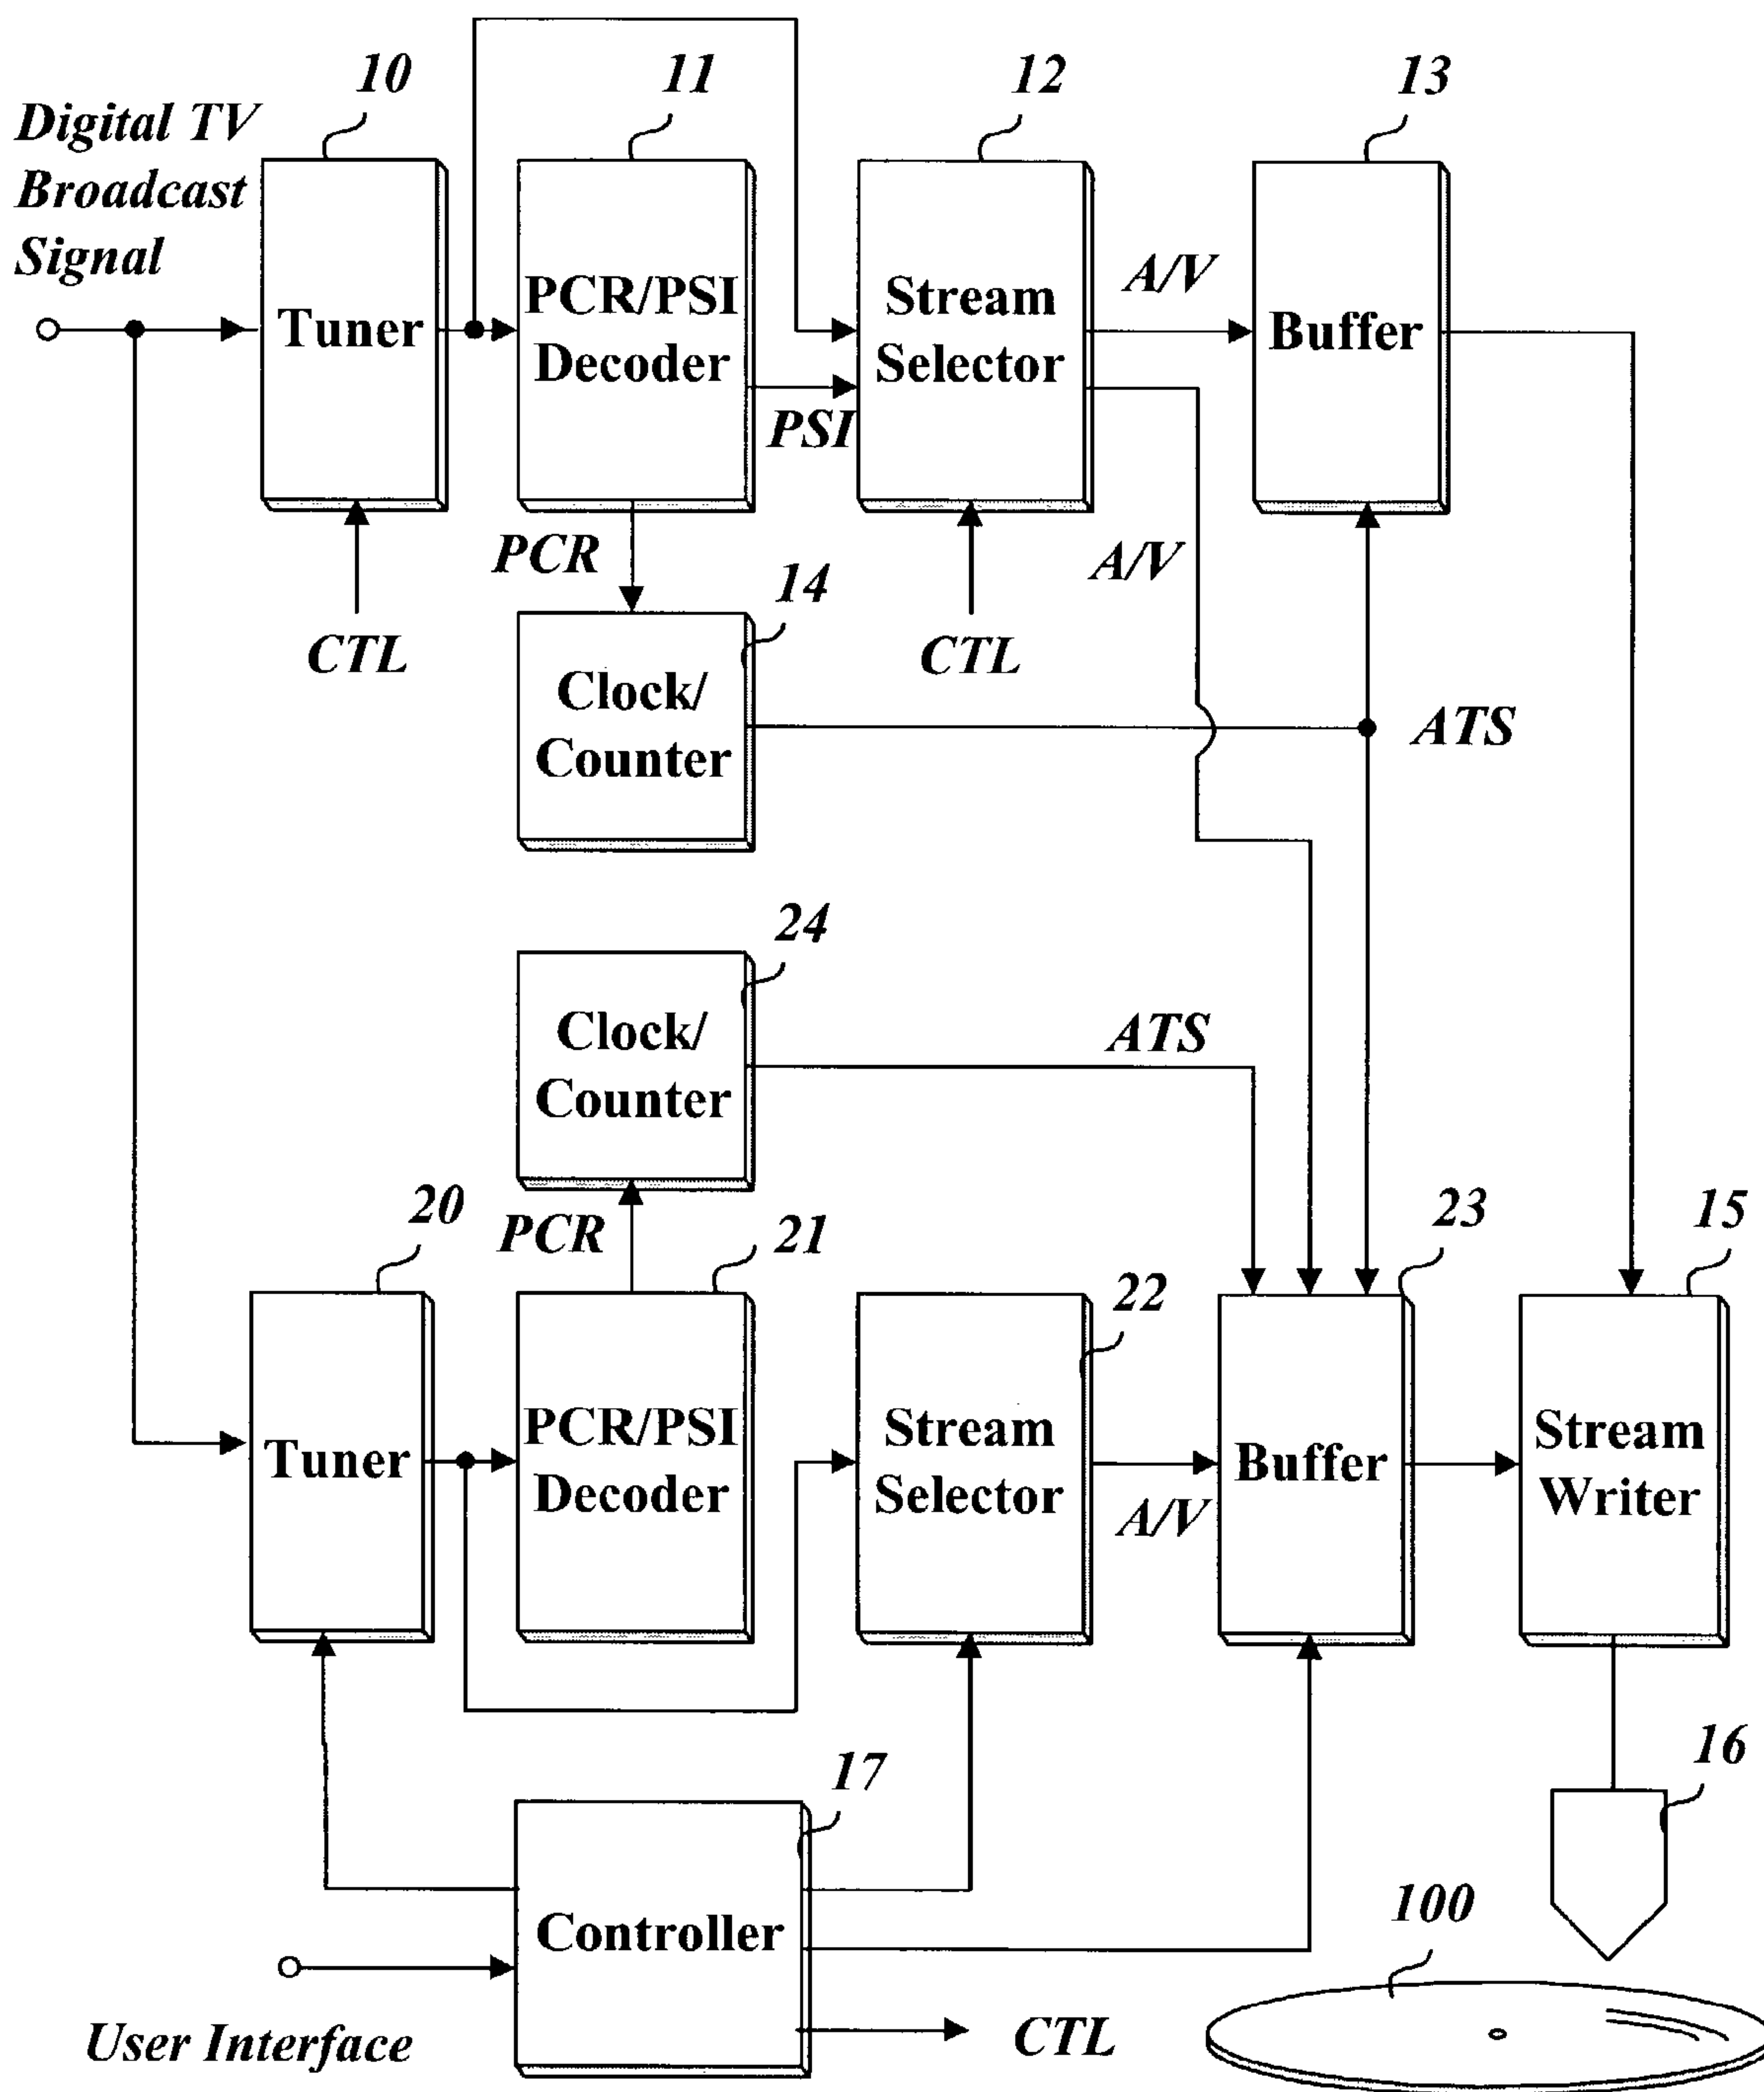 10
11
12
13
Digital TV
Broadcast
Signal
Tuner
PCR/PSI
Decoder
Stream
Selector
Buffer
A/V
PSI
A/V
PCR
CTL
CTL
14
Clock/
Counter
ATS
24
Clock/
Counter
ATS
PCR
20
21
22
23
15
Tuner
PCR/PSI
Decoder
Stream
Selector
A/V
Buffer
Stream
Writer
17
16
Controller
100
User Interface
CTL